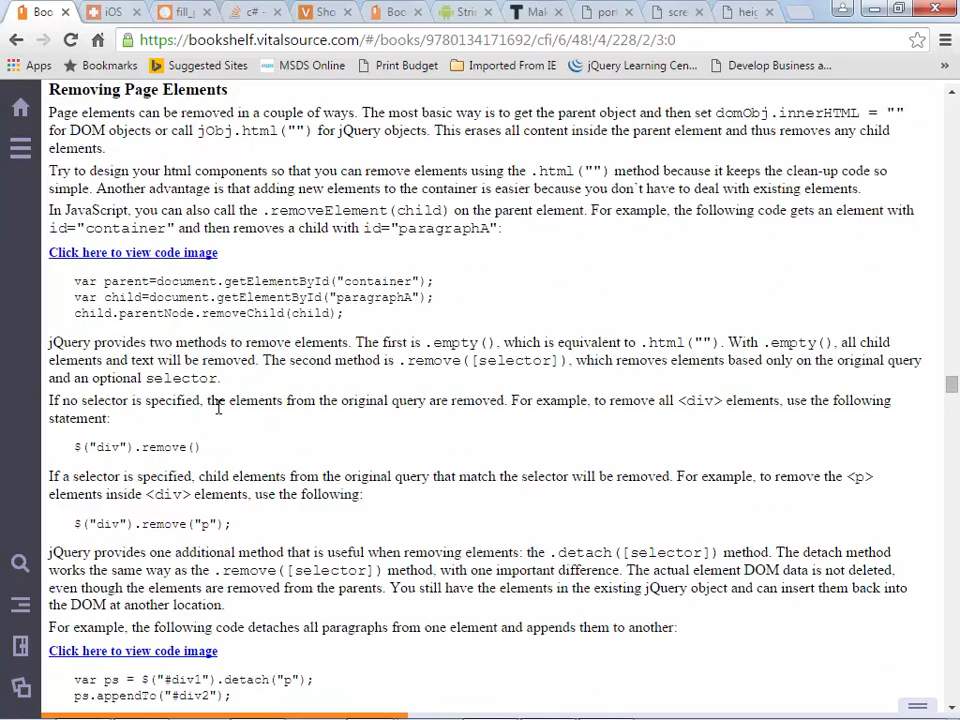 Boo
iOS
fill_
c# -
Sho
Boo
Strin
Mak
port
scre
heig
https://bookshelf.vitalsource.com/#/books/9780134171692/cfi/6/48!/4/228/2/3:0
Apps
Bookmarks
Suggested Sites
MSDS Online
Print Budget
Imported From IE
jQuery Learning Cen...
Develop Business a...
»
Removing Page Elements
Page elements can be removed in a couple of ways. The most basic way is to get the parent object and then set domObj.innerHTML = ""
for DOM objects or call jObj.html("") for jQuery objects. This erases all content inside the parent element and thus removes any child
elements.
Try to design your html components so that you can remove elements using the .html("") method because it keeps the clean-up code so
simple. Another advantage is that adding new elements to the container is easier because you don`t have to deal with existing elements.
In JavaScript, you can also call the .removeElement(child) on the parent element. For example, the following code gets an element with
id="container" and then removes a child with id="paragraphA":
Click here to view code image
var parent=document.getElementById("container");
var child=document.getElementById("paragraphA");
child.parentNode.removeChild(child);
jQuery provides two methods to remove elements. The first is .empty(), which is equivalent to .html(""). With .empty(), all child
elements and text will be removed. The second method is .remove([selector]), which removes elements based only on the original query
and an optional selector.
If no selector is specified, the elements from the original query are removed. For example, to remove all <div> elements, use the following
statement:
$("div").remove()
If a selector is specified, child elements from the original query that match the selector will be removed. For example, to remove the <p>
elements inside <div> elements, use the following:
$("div").remove("p");
jQuery provides one additional method that is useful when removing elements: the .detach([selector]) method. The detach method
works the same way as the .remove([selector]) method, with one important difference. The actual element DOM data is not deleted,
even though the elements are removed from the parents. You still have the elements in the existing jQuery object and can insert them back into
the DOM at another location.
For example, the following code detaches all paragraphs from one element and appends them to another:
Click here to view code image
var ps = $("#div1").detach("p");
ps.appendTo("#div2");